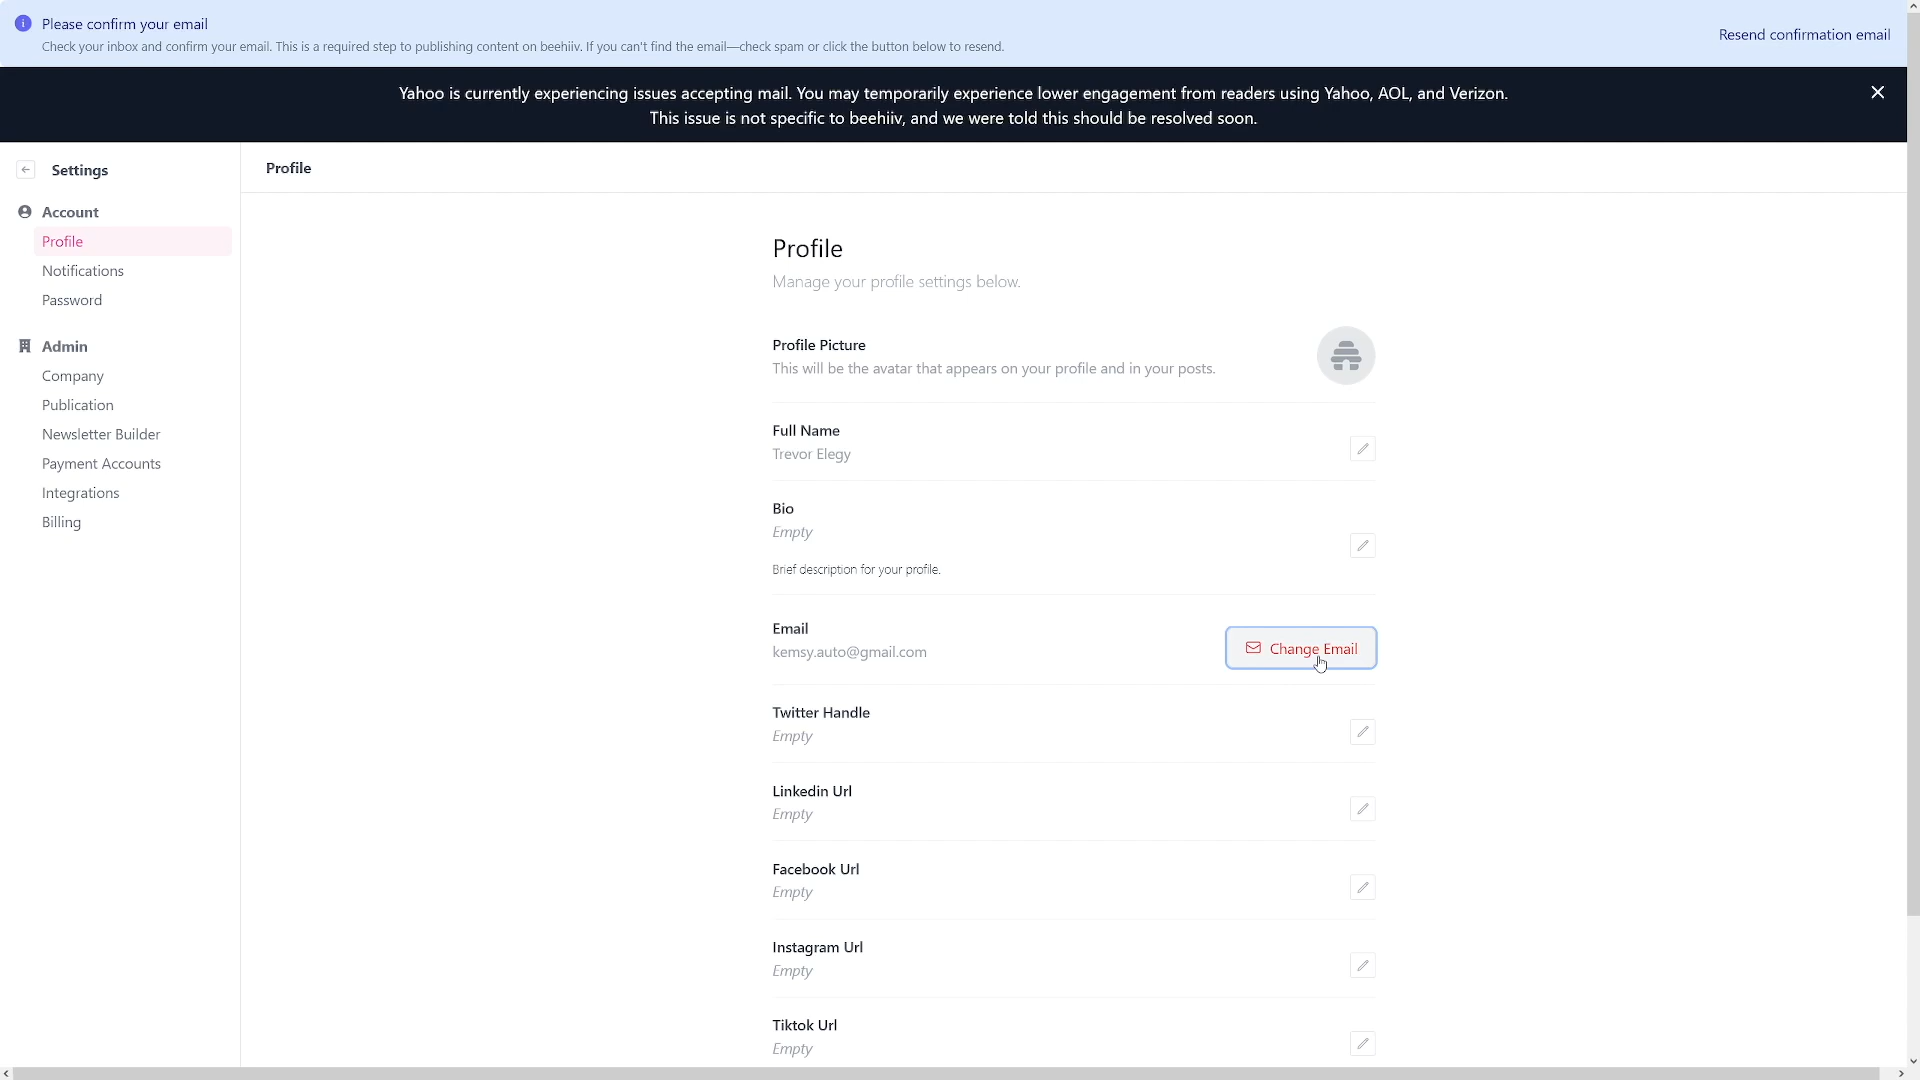 Please confirm your email
Check your inbox and confirm your email. This is a required step to publishing content on beehiiv. If you can't find the email—check spam or click the button below to resend.
Resend confirmation email
Yahoo is currently experiencing issues accepting mail. You may temporarily experience lower engagement from readers using Yahoo, AOL, and Verizon.
This issue is not specific to beehiiv, and we were told this should be resolved soon.
Settings
Account
Profile
Notifications
Password
Admin
Company
Publication
Newsletter Builder
Payment Accounts
Integrations
Billing
Profile
Profile
Manage your profile settings below.
Profile Picture
This will be the avatar that appears on your profile and in your posts.
Full Name
Trevor Elegy
Bio
Empty
Brief description for your profile.
Email
kemsy.auto@gmail.com
Change Email
Twitter Handle
Empty
Linkedin Url
Empty
Facebook Url
Empty
Instagram Url
Empty
Tiktok Url
Empty